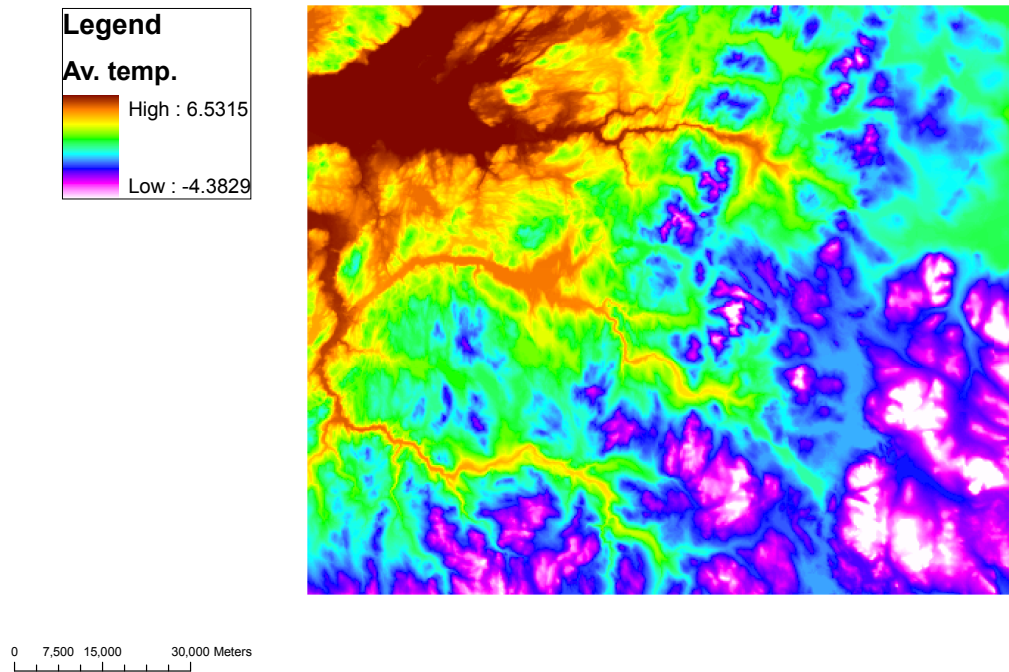 Legend
Av. temp.
High : 6.5315
Low : -4.3829
0 7,500 15,000 30,000 Meters